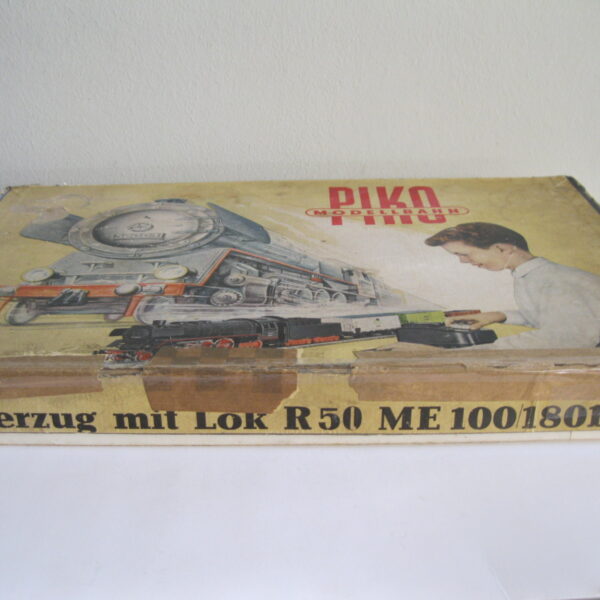 PIKO
MODELLBAHN
erzug mit Lok R50 ME 100/1801